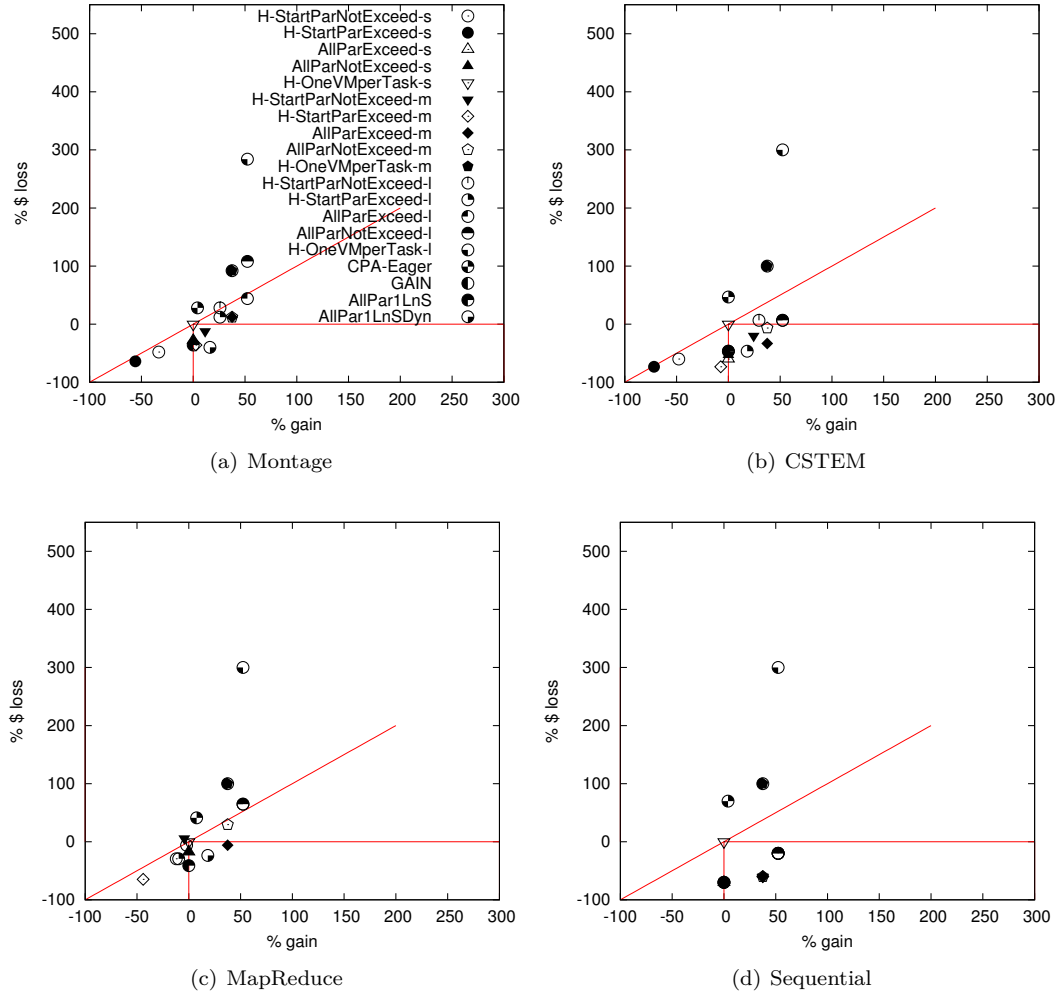 H-StartParNotExceed-s
H-StartParExceed-s
AllParExceed-s
AllParNotExceed-s
H-OneVMperTask-s
H-StartParNotExceed-m
H-StartParExceed-m
AllParExceed-m
AllParNotExceed-m
H-OneVMperTask-m
H-StartParNotExceed-l
H-StartParExceed-l
AllParExceed-l
AllParNotExceed-l
H-OneVMperTask-l
CPA-Eager
GAIN
AllPar1LnS
AllPar1LnSDyn
500
400
300
200
100
0
-100
% $ loss
-100 -50 0 50 100 150 200 250 300
% gain
(a) Montage
500
400
300
200
100
0
-100
% $ loss
-100 -50 0 50 100 150 200 250 300
% gain
(b) CSTEM
500
400
300
200
100
0
-100
% $ loss
-100 -50 0 50 100 150 200 250 300
% gain
(c) MapReduce
500
400
300
200
100
0
-100
% $ loss
-100 -50 0 50 100 150 200 250 300
% gain
(d) Sequential